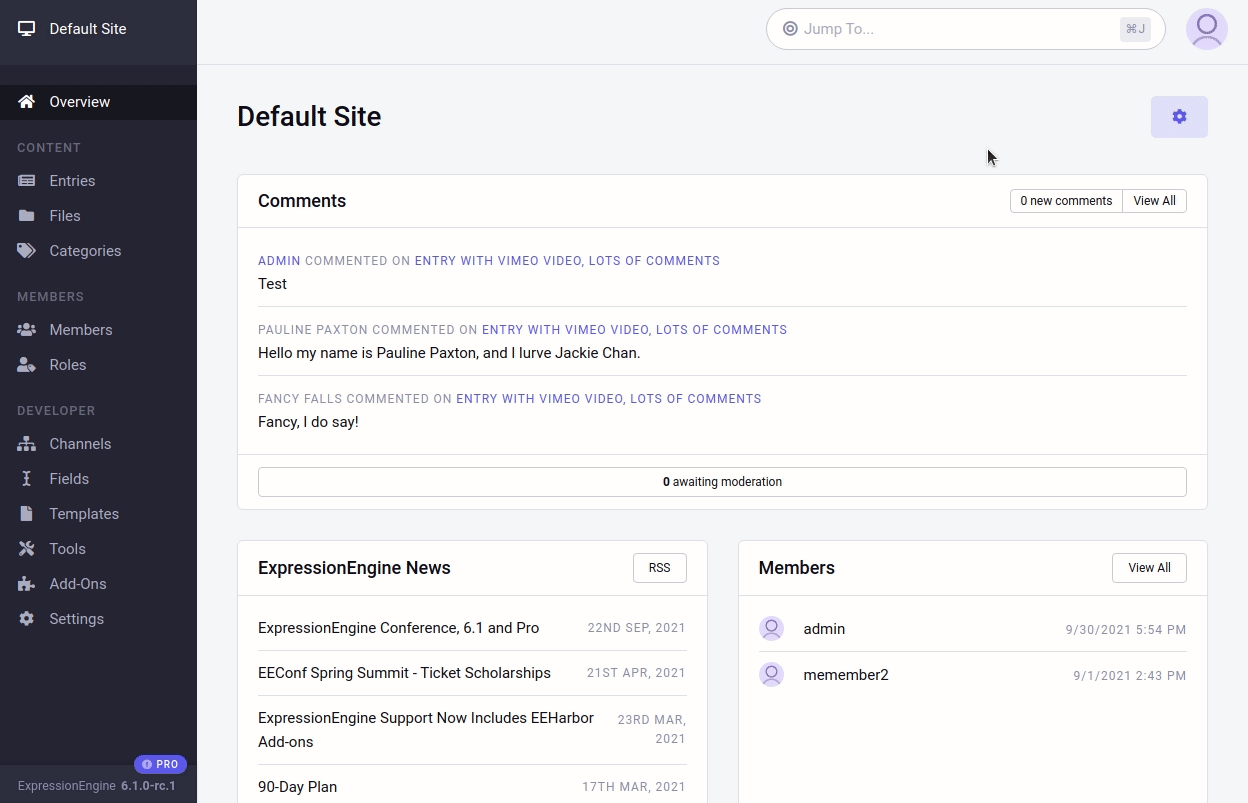 Default Site
Jump To...
⌘J
Overview
Default Site
CONTENT
Entries
Files
Categories
MEMBERS
Members
Roles
DEVELOPER
Channels
Fields
Templates
Tools
Add-Ons
Settings
PRO
ExpressionEngine 6.1.0-rc.1
Comments
0 new comments
View All
ADMIN COMMENTED ON ENTRY WITH VIMEO VIDEO, LOTS OF COMMENTS
Test
PAULINE PAXTON COMMENTED ON ENTRY WITH VIMEO VIDEO, LOTS OF COMMENTS
Hello my name is Pauline Paxton, and I lurve Jackie Chan.
FANCY FALLS COMMENTED ON ENTRY WITH VIMEO VIDEO, LOTS OF COMMENTS
Fancy, I do say!
0 awaiting moderation
ExpressionEngine News
RSS
ExpressionEngine Conference, 6.1 and Pro
22ND SEP, 2021
EEConf Spring Summit - Ticket Scholarships
21ST APR, 2021
ExpressionEngine Support Now Includes EEHarbor
Add-ons
23RD MAR,
2021
90-Day Plan
17TH MAR, 2021
Members
View All
admin
9/30/2021 5:54 PM
memember2
9/1/2021 2:43 PM